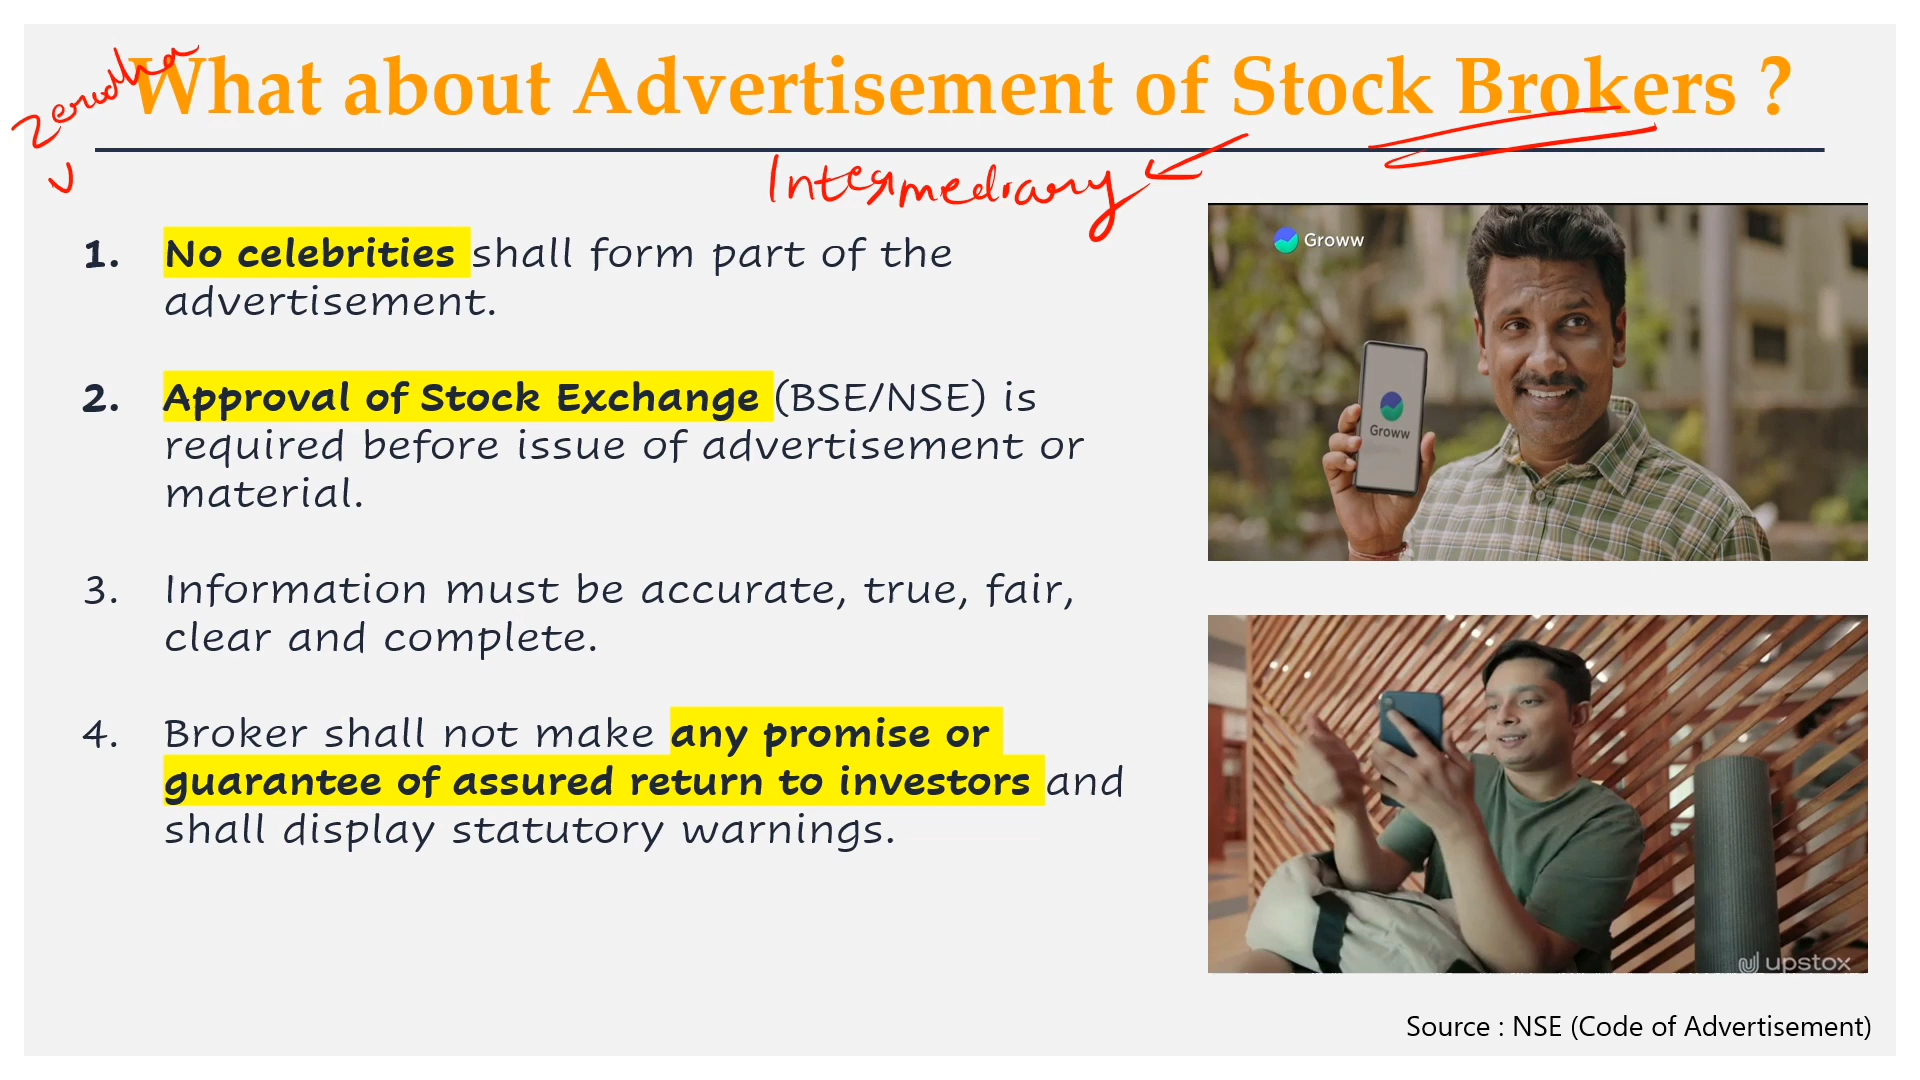 zerodha
What about Advertisement of Stock Brokers ?
Intermediary
1. No celebrities shall form part of the
advertisement.
2. Approval of Stock Exchange (BSE/NSE) is
required before issue of advertisement or
material.
3. Information must be accurate, true, fair,
clear and complete.
4. Broker shall not make any promise or
guarantee of assured return to investors and
shall display statutory warnings.
Groww
Groww
upstox
Source : NSE (Code of Advertisement)